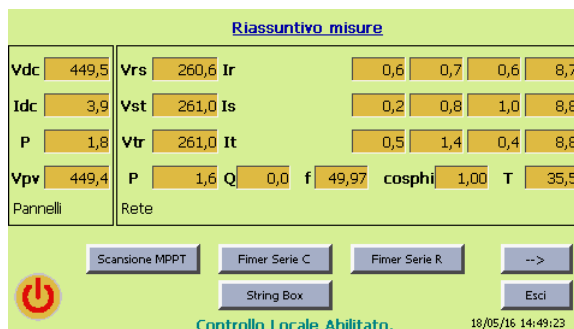 Riassuntivo misure
Vdc 449,5 Vrs 260,6 Ir 0,6 0,7 0,6 8,7
Idc 3,9 Vst 261,0 Is 0,2 0,8 1,0 8,8
P 1,8 Vtr 261,0 It 0,5 1,4 0,4 8,8
Vpv 449,4 P 1,6 Q 0,0 f 49,97 cosphi 1,00 T 35,5
Pannelli Rete
Scansione MPPT Fimer Serie C Fimer Serie R -->
String Box Esci
Controllo Locale Abilitato. 18/05/16 14:49:23